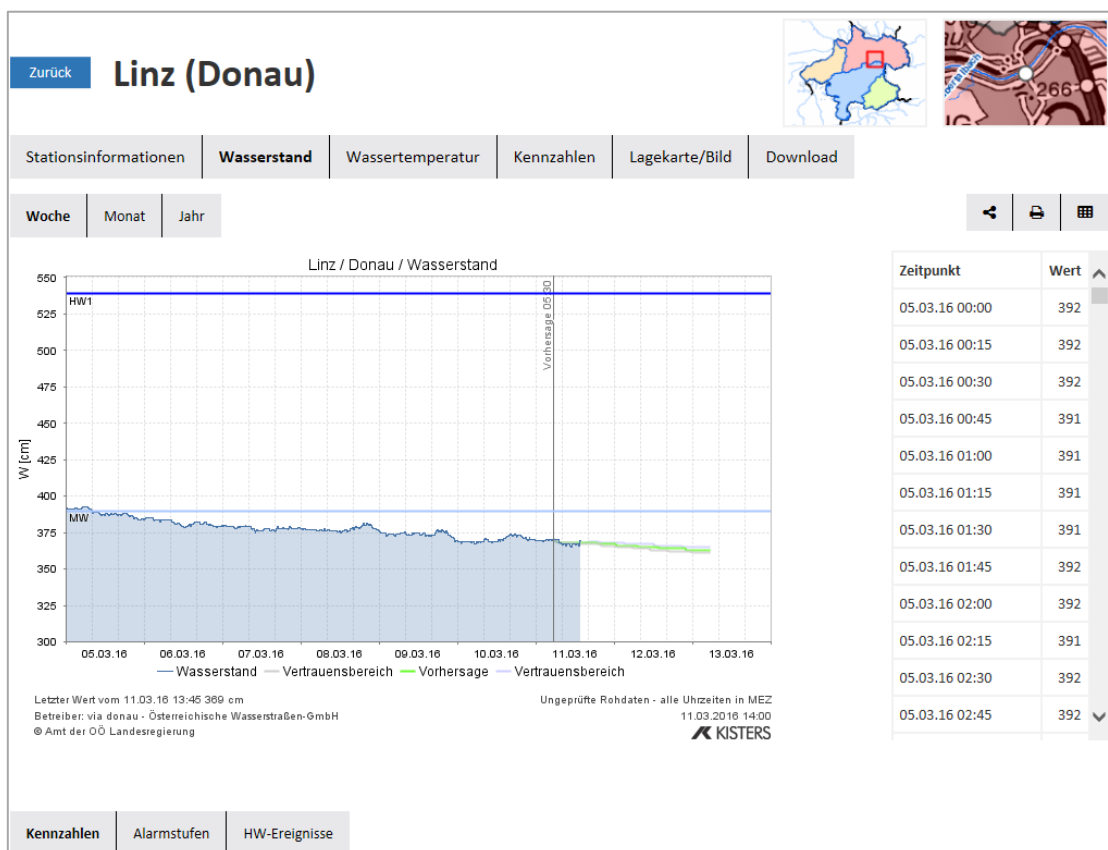 Zurück
Linz (Donau)
266
Stationsinformationen Wasserstand Wassertemperatur Kennzahlen Lagekarte/Bild Download
Woche Monat Jahr
Linz / Donau / Wasserstand
W [cm]
550
525
500
475
450
425
400
375
350
325
300
HW1
MW
Vorhersage 05:30
05.03.16 06.03.16 07.03.16 08.03.16 09.03.16 10.03.16 11.03.16 12.03.16 13.03.16
Wasserstand Vertrauensbereich Vorhersage Vertrauensbereich
Letzter Wert vom 11.03.16 13:45 369 cm
Betreiber: via donau - Österreichische Wasserstraßen-GmbH
© Amt der OÖ Landesregierung
Ungeprüfte Rohdaten - alle Uhrzeiten in MEZ
11.03.2016 14:00
KISTERS
Zeitpunkt Wert
05.03.16 00:00 392
05.03.16 00:15 392
05.03.16 00:30 392
05.03.16 00:45 391
05.03.16 01:00 391
05.03.16 01:15 391
05.03.16 01:30 391
05.03.16 01:45 392
05.03.16 02:00 392
05.03.16 02:15 391
05.03.16 02:30 392
05.03.16 02:45 392
Kennzahlen Alarmstufen HW-Ereignisse